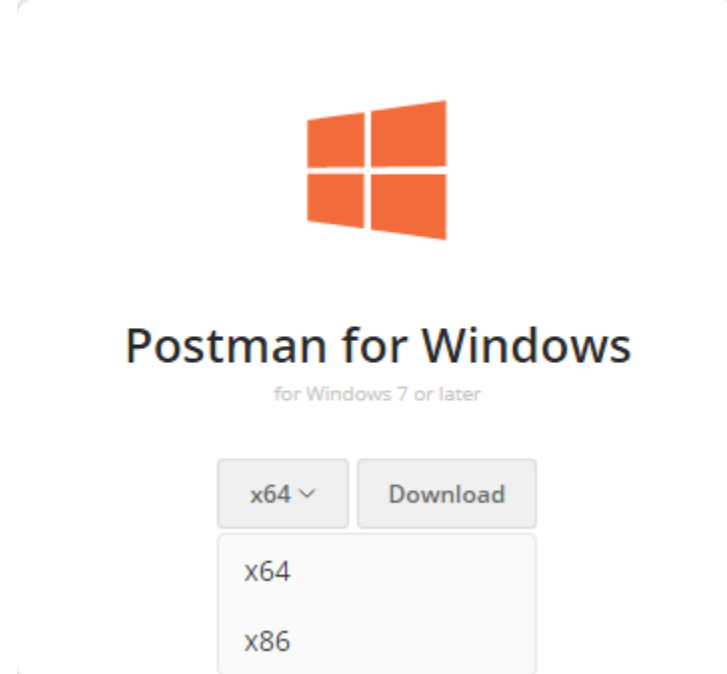 Postman for Windows
for Windows 7 or later
x64 Download
x64
x86